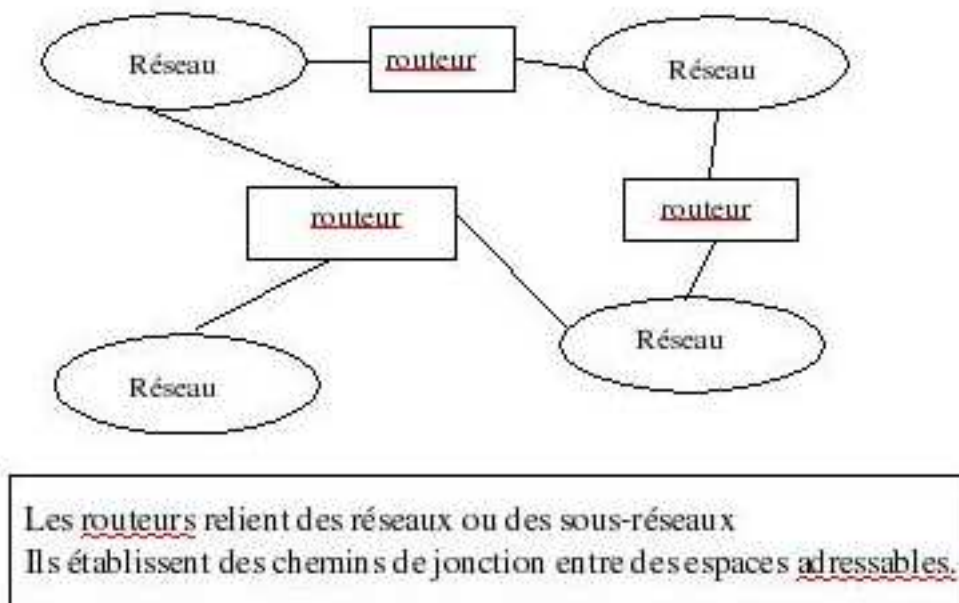 Réseau
routeur
Réseau
routeur
routeur
Réseau
Réseau
Les routeurs relient des réseaux ou des sous-réseaux
Ils établissent des chemins de jonction entre des espaces adressables.